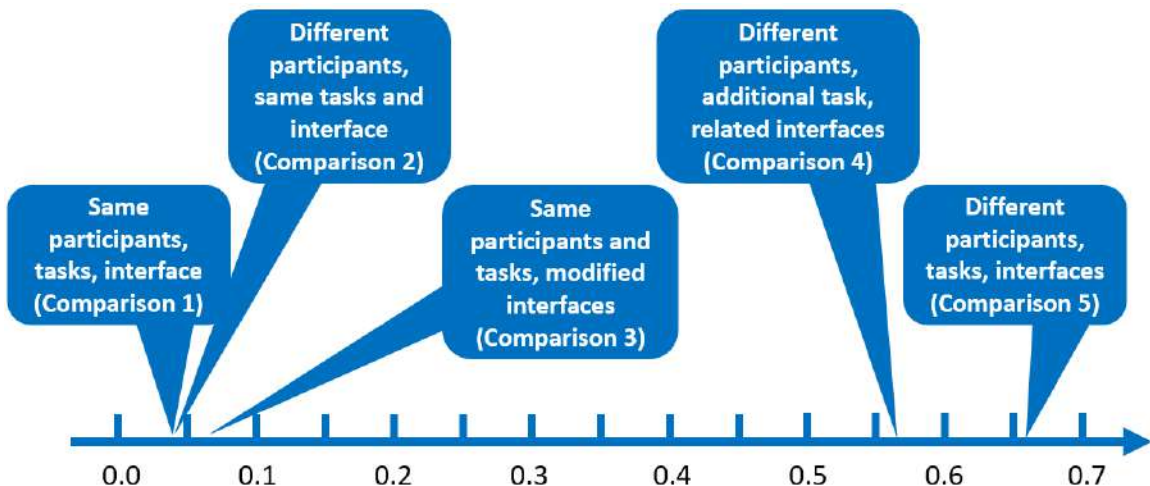 Different
participants,
same tasks and
interface
(Comparison 2)
Different
participants,
additional task,
related interfaces
(Comparison 4)
Same
participants,
tasks, interface
(Comparison 1)
Same
participants and
tasks, modified
interfaces
(Comparison 3)
Different
participants,
tasks, interfaces
(Comparison 5)
0.0 0.1 0.2 0.3 0.4 0.5 0.6 0.7